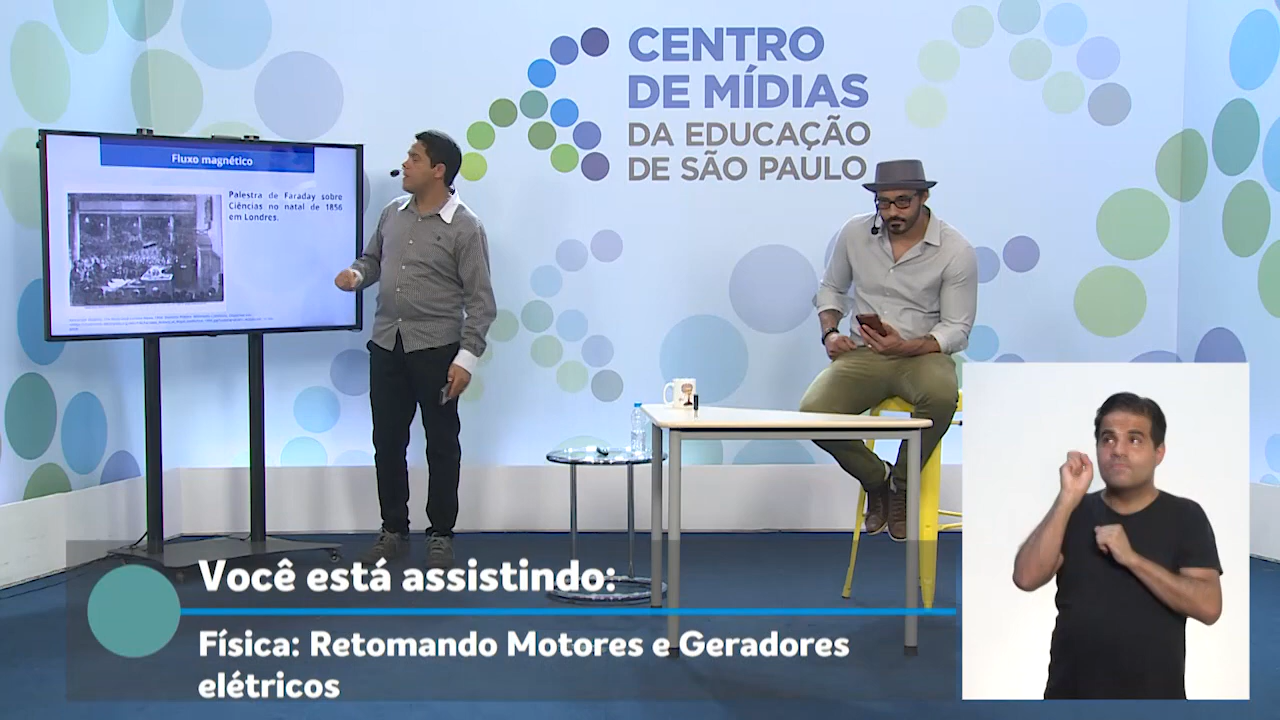 CENTRO
DE MÍDIAS
DA EDUCAÇÃO
DE SÃO PAULO
Fluxo magnético
Palestra de Faraday sobre
Ciências no natal de 1856
em Londres.
Você está assistindo:
Física: Retomando Motores e Geradores
elétricos